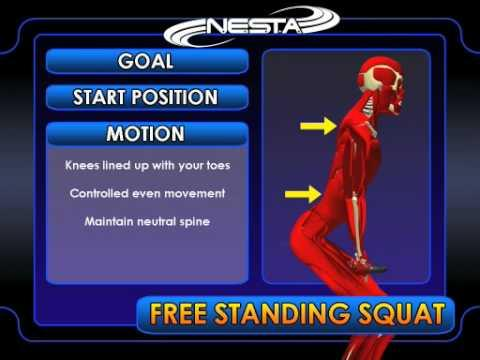 NESTA
GOAL
START POSITION
MOTION
Knees lined up with your toes
Controlled even movement
Maintain neutral spine
FREE STANDING SQUAT